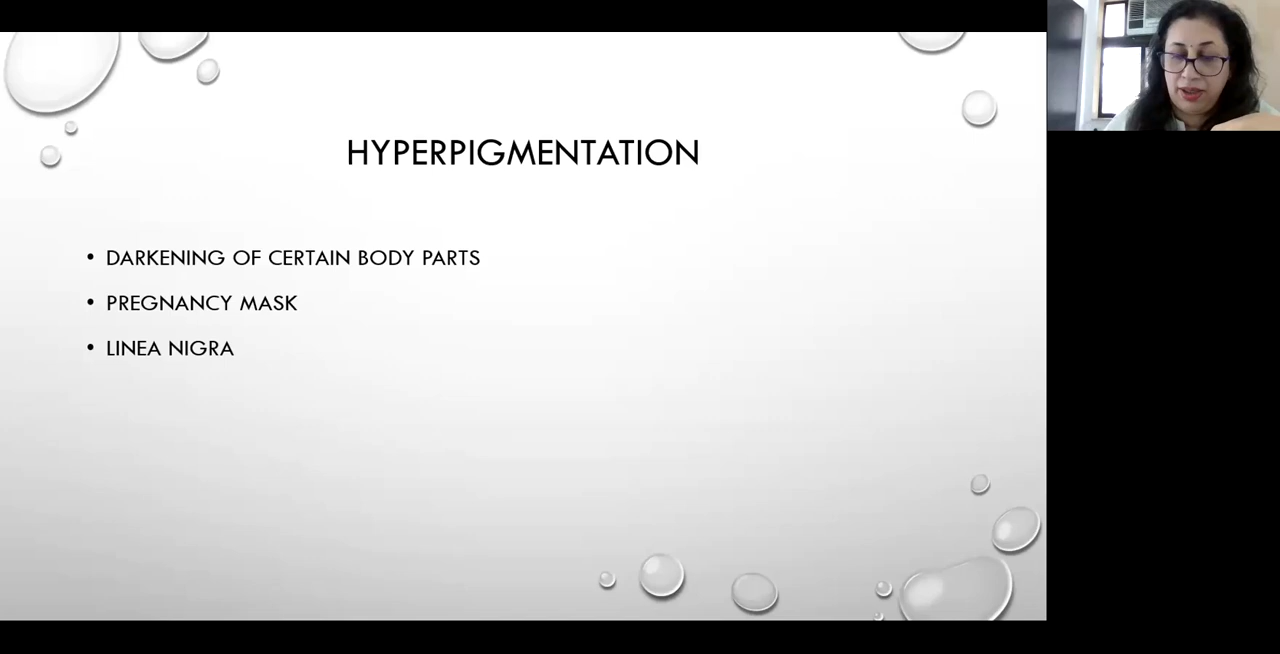 HYPERPIGMENTATION
• DARKENING OF CERTAIN BODY PARTS
• PREGNANCY MASK
• LINEA NIGRA